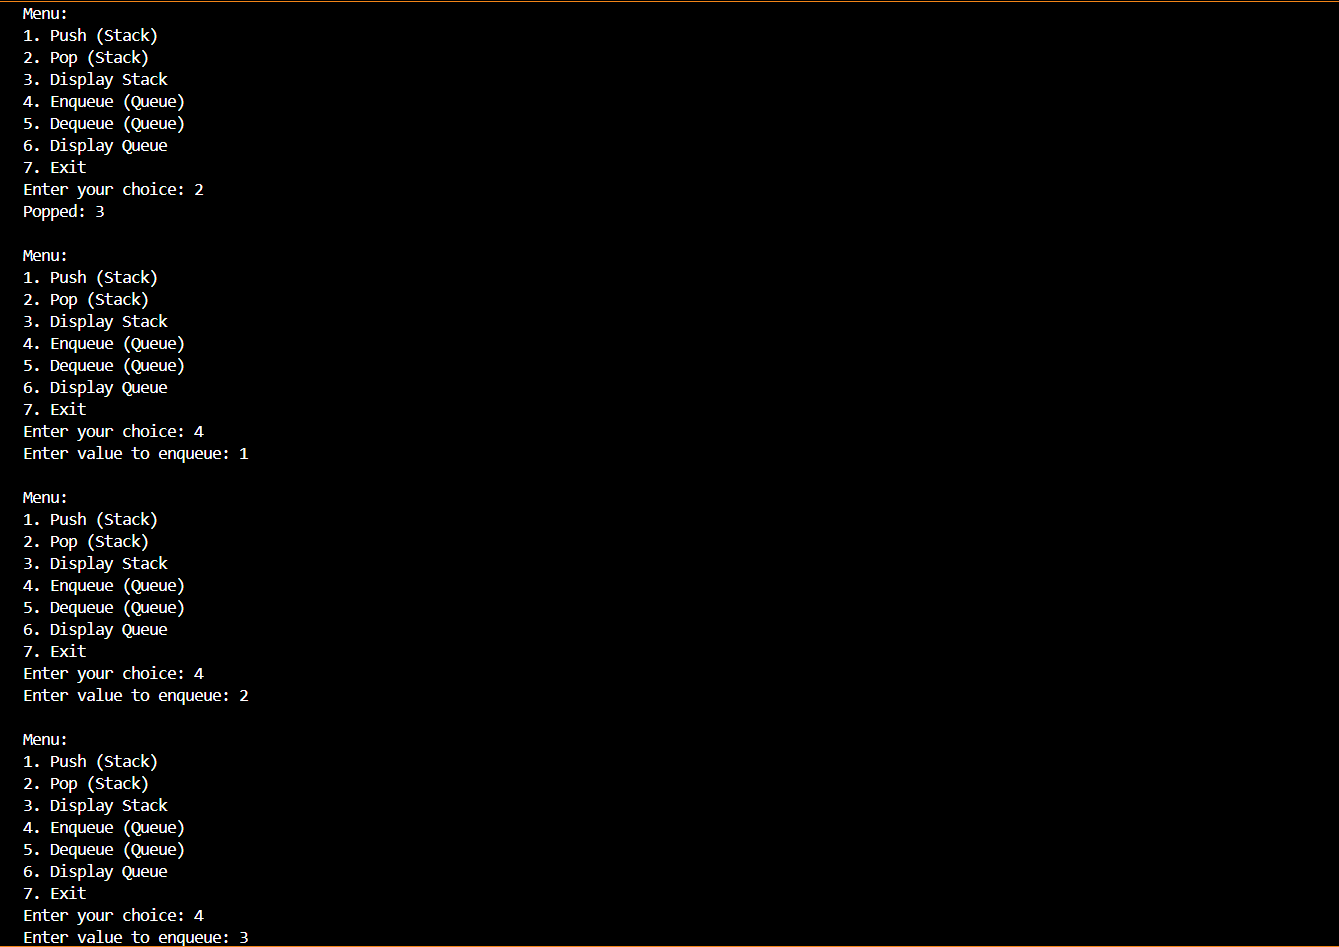 Menu:
1. Push (Stack)
2. Pop (Stack)
3. Display Stack
4. Enqueue (Queue)
5. Dequeue (Queue)
6. Display Queue
7. Exit
Enter your choice: 2
Popped: 3

Menu:
1. Push (Stack)
2. Pop (Stack)
3. Display Stack
4. Enqueue (Queue)
5. Dequeue (Queue)
6. Display Queue
7. Exit
Enter your choice: 4
Enter value to enqueue: 1

Menu:
1. Push (Stack)
2. Pop (Stack)
3. Display Stack
4. Enqueue (Queue)
5. Dequeue (Queue)
6. Display Queue
7. Exit
Enter your choice: 4
Enter value to enqueue: 2

Menu:
1. Push (Stack)
2. Pop (Stack)
3. Display Stack
4. Enqueue (Queue)
5. Dequeue (Queue)
6. Display Queue
7. Exit
Enter your choice: 4
Enter value to enqueue: 3